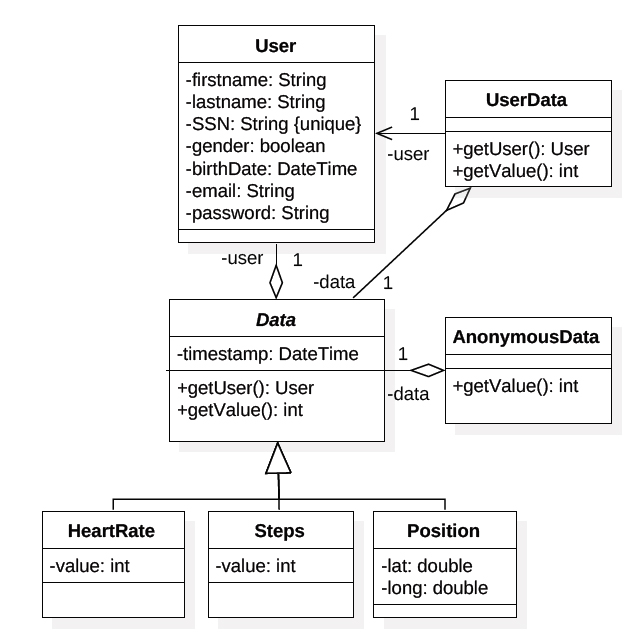 User
-firstname: String
-lastname: String
-SSN: String {unique}
-gender: boolean
-birthDate: DateTime
-email: String
-password: String
UserData
+getUser(): User
+getValue(): int
1
-user
-user
1
-data
1
Data
-timestamp: DateTime
+getUser(): User
+getValue(): int
1
-data
AnonymousData
+getValue(): int
HeartRate
-value: int
Steps
-value: int
Position
-lat: double
-long: double